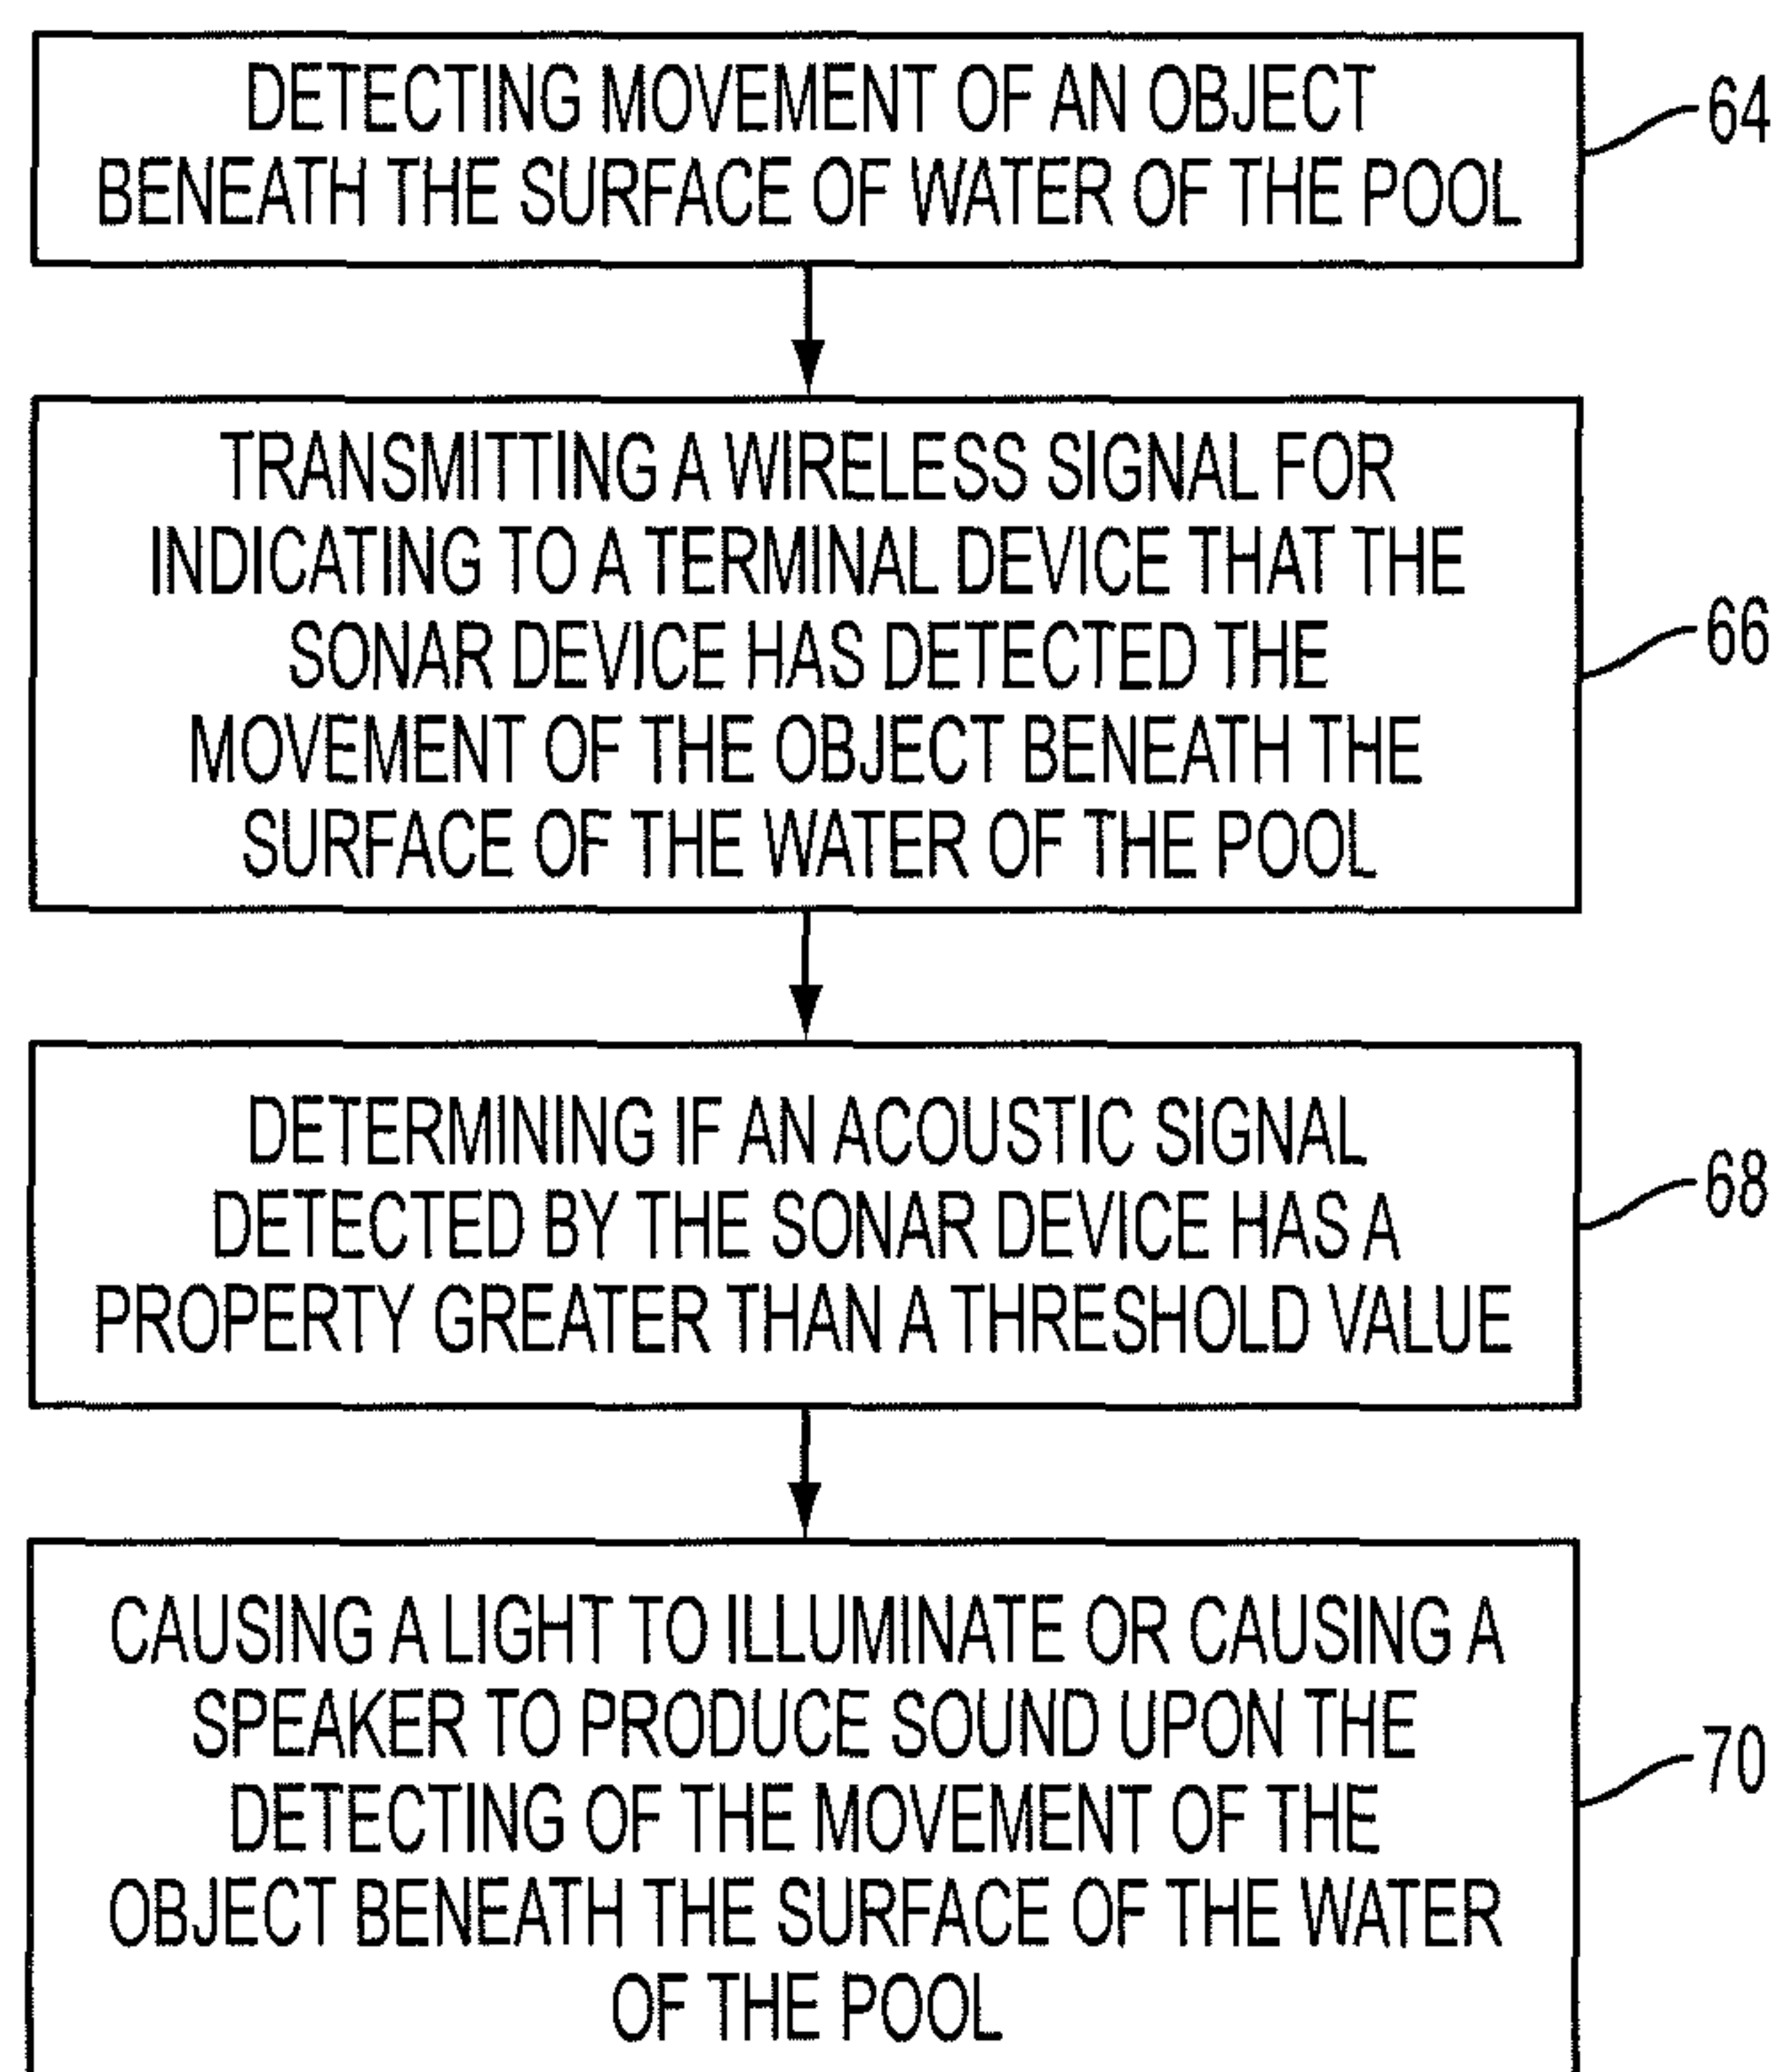 DETECTING MOVEMENT OF AN OBJECT
BENEATH THE SURFACE OF WATER OF THE POOL
64
TRANSMITTING A WIRELESS SIGNAL FOR
INDICATING TO A TERMINAL DEVICE THAT THE
SONAR DEVICE HAS DETECTED THE
MOVEMENT OF THE OBJECT BENEATH THE
SURFACE OF THE WATER OF THE POOL
66
DETERMINING IF AN ACOUSTIC SIGNAL
DETECTED BY THE SONAR DEVICE HAS A
PROPERTY GREATER THAN A THRESHOLD VALUE
68
CAUSING A LIGHT TO ILLUMINATE OR CAUSING A
SPEAKER TO PRODUCE SOUND UPON THE
DETECTING OF THE MOVEMENT OF THE
OBJECT BENEATH THE SURFACE OF THE WATER
OF THE POOL
70